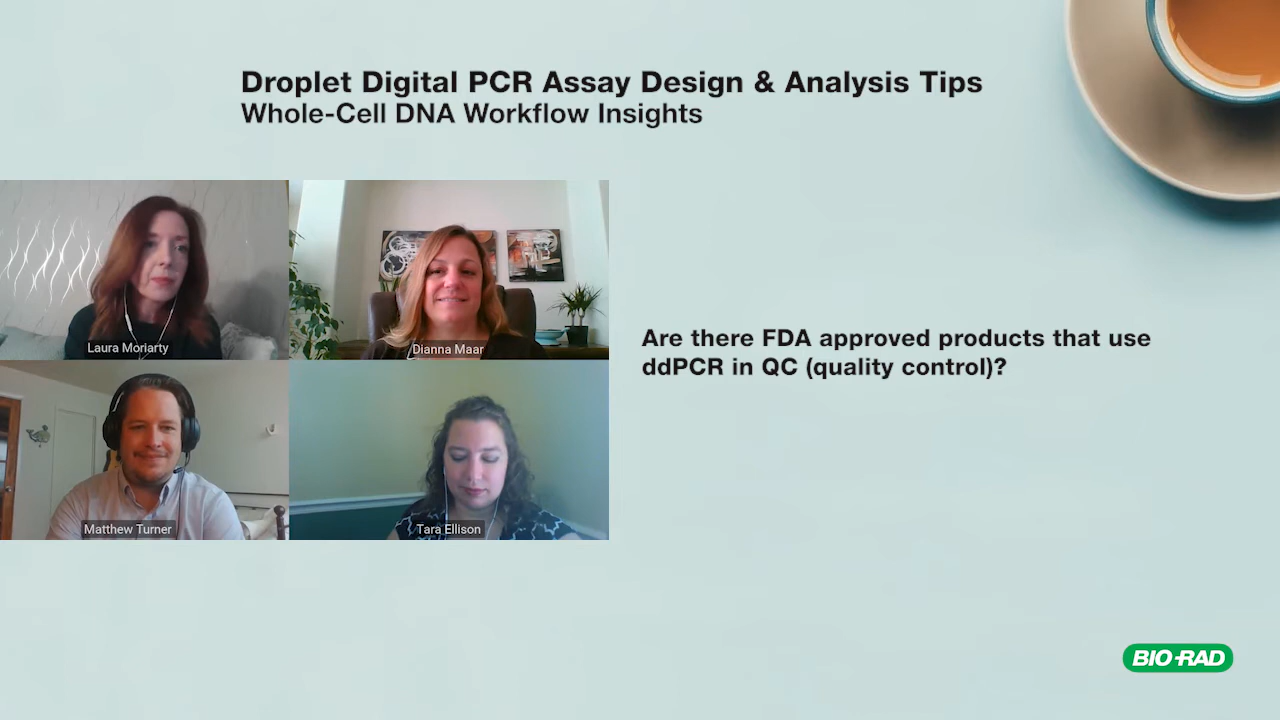 Droplet Digital PCR Assay Design & Analysis Tips
Whole-Cell DNA Workflow Insights
Laura Moriarty
Dianna Maar
Are there FDA approved products that use
ddPCR in QC (quality control)?
Matthew Turner
Tara Ellison
BIO-RAD